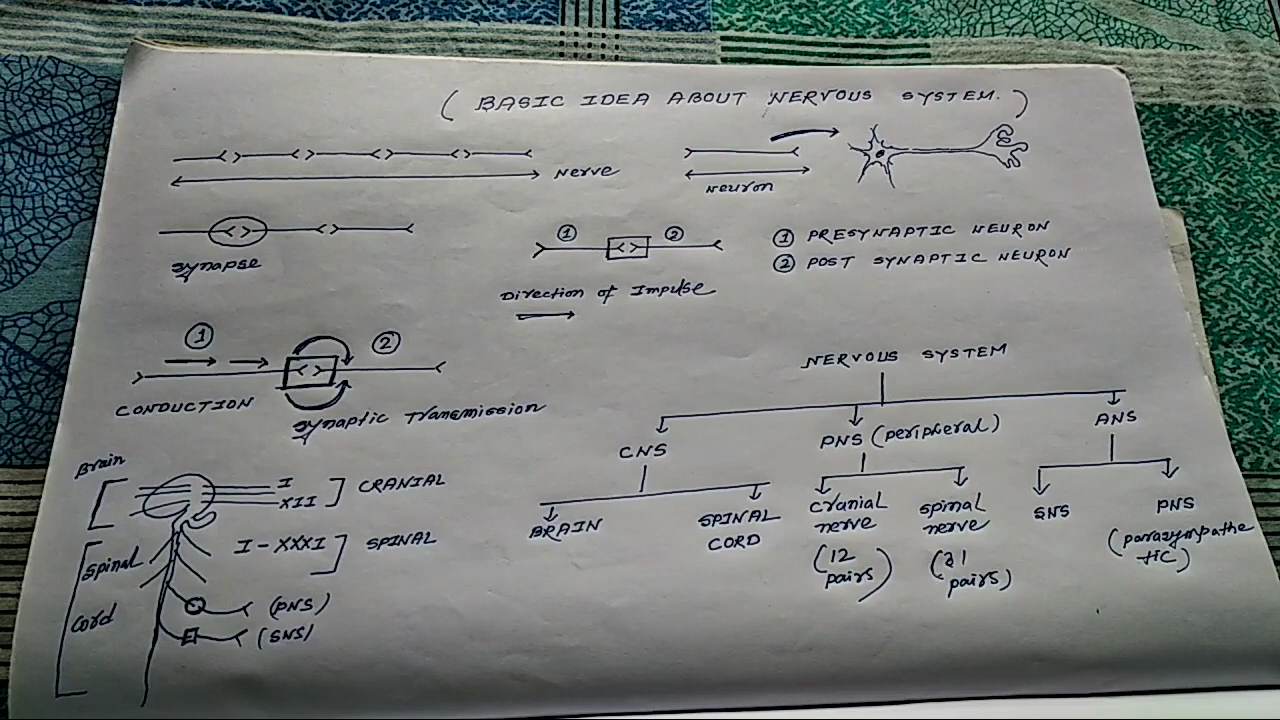 ( BASIC IDEA ABOUT NERVOUS SYSTEM. )
Nerve
Neuron
Synapse
① ②
① PRESYNAPTIC NEURON
② POST SYNAPTIC NEURON
Direction of Impulse
① ②
CONDUCTION
Synaptic Transmission
NERVOUS SYSTEM
CNS
PNS (peripheral)
ANS
BRAIN
SPINAL
CORD
cranial
nerve
(12
pairs)
spinal
nerve
(31
pairs)
SNS
PNS
(parasympathe
tic)
Brain
I
XII
CRANIAL
Spinal
Cord
I-XXXI
SPINAL
(PNS)
(SNS)